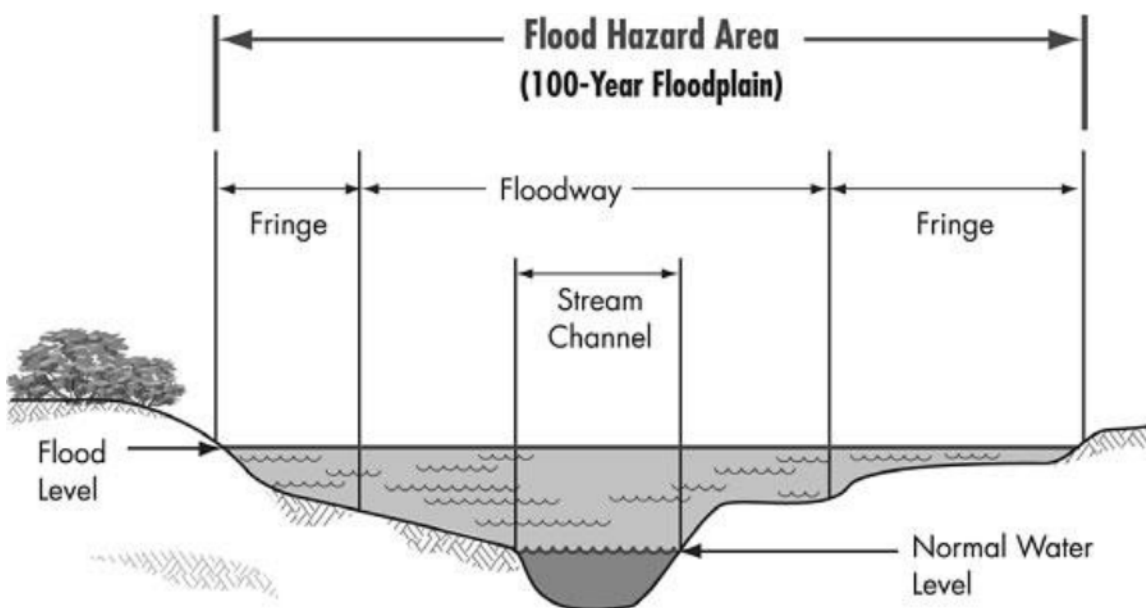 Flood Hazard Area
(100-Year Floodplain)
Floodway
Fringe
Fringe
Stream
Channel
Flood
Level
Normal Water
Level